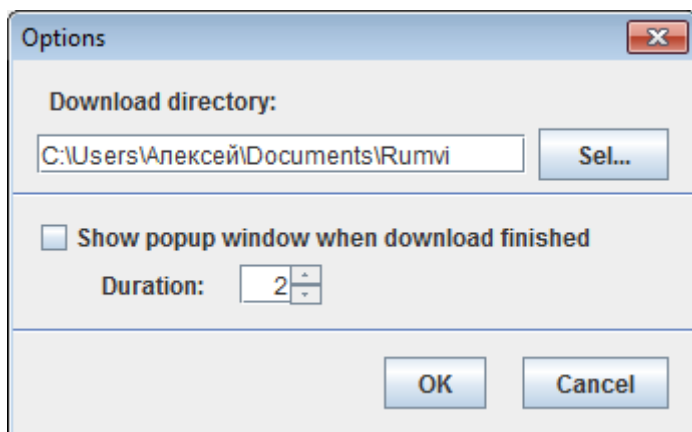 Options
Download directory:
C:\Users\Алексей\Documents\Rumvi
Sel...
Show popup window when download finished
Duration: 2
OK Cancel